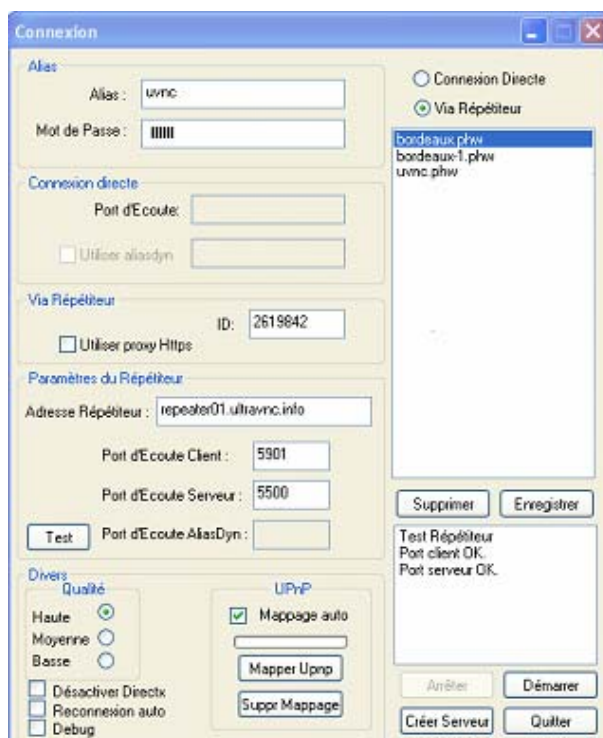 Connexion
Alias
Alias :
uvnc
Mot de Passe :
Connexion directe
Port d'Ecoute:
Utiliser aliasdyn
Via Répétiteur
ID:
2619842
Utiliser proxy Https
Paramètres du Répétiteur
Adresse Répétiteur :
repeater01.ultravnc.info
Port d'Ecoute Client :
5901
Port d'Ecoute Serveur :
5500
Test
Port d'Ecoute AliasDyn :
Divers
Qualité
Haute
Moyenne
Basse
Désactiver Directx
Reconnexion auto
Debug
UPnP
Mappage auto
Mapper Upnp
Suppr Mappage
Connexion Directe
Via Répétiteur
bordeaux.phw
bordeaux-1.phw
uvnc.phw
Supprimer
Enregistrer
Test Répétiteur
Port client OK.
Port serveur OK.
Arrêter
Démarrer
Créer Serveur
Quitter